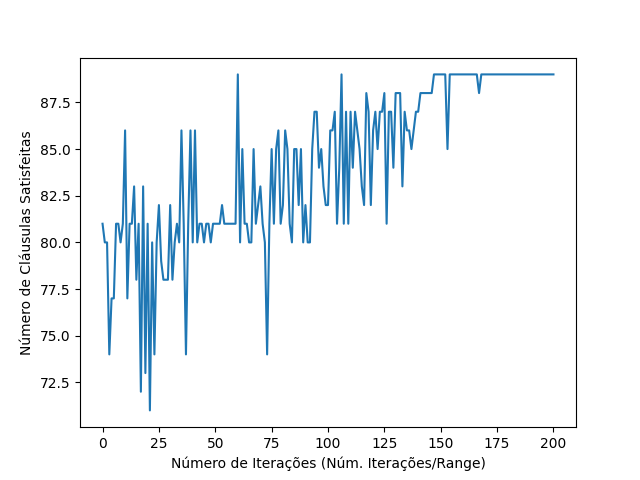 Número de Cláusulas Satisfeitas
87.5
85.0
82.5
80.0
77.5
75.0
72.5
0 25 50 75 100 125 150 175 200
Número de Iterações (Núm. Iterações/Range)